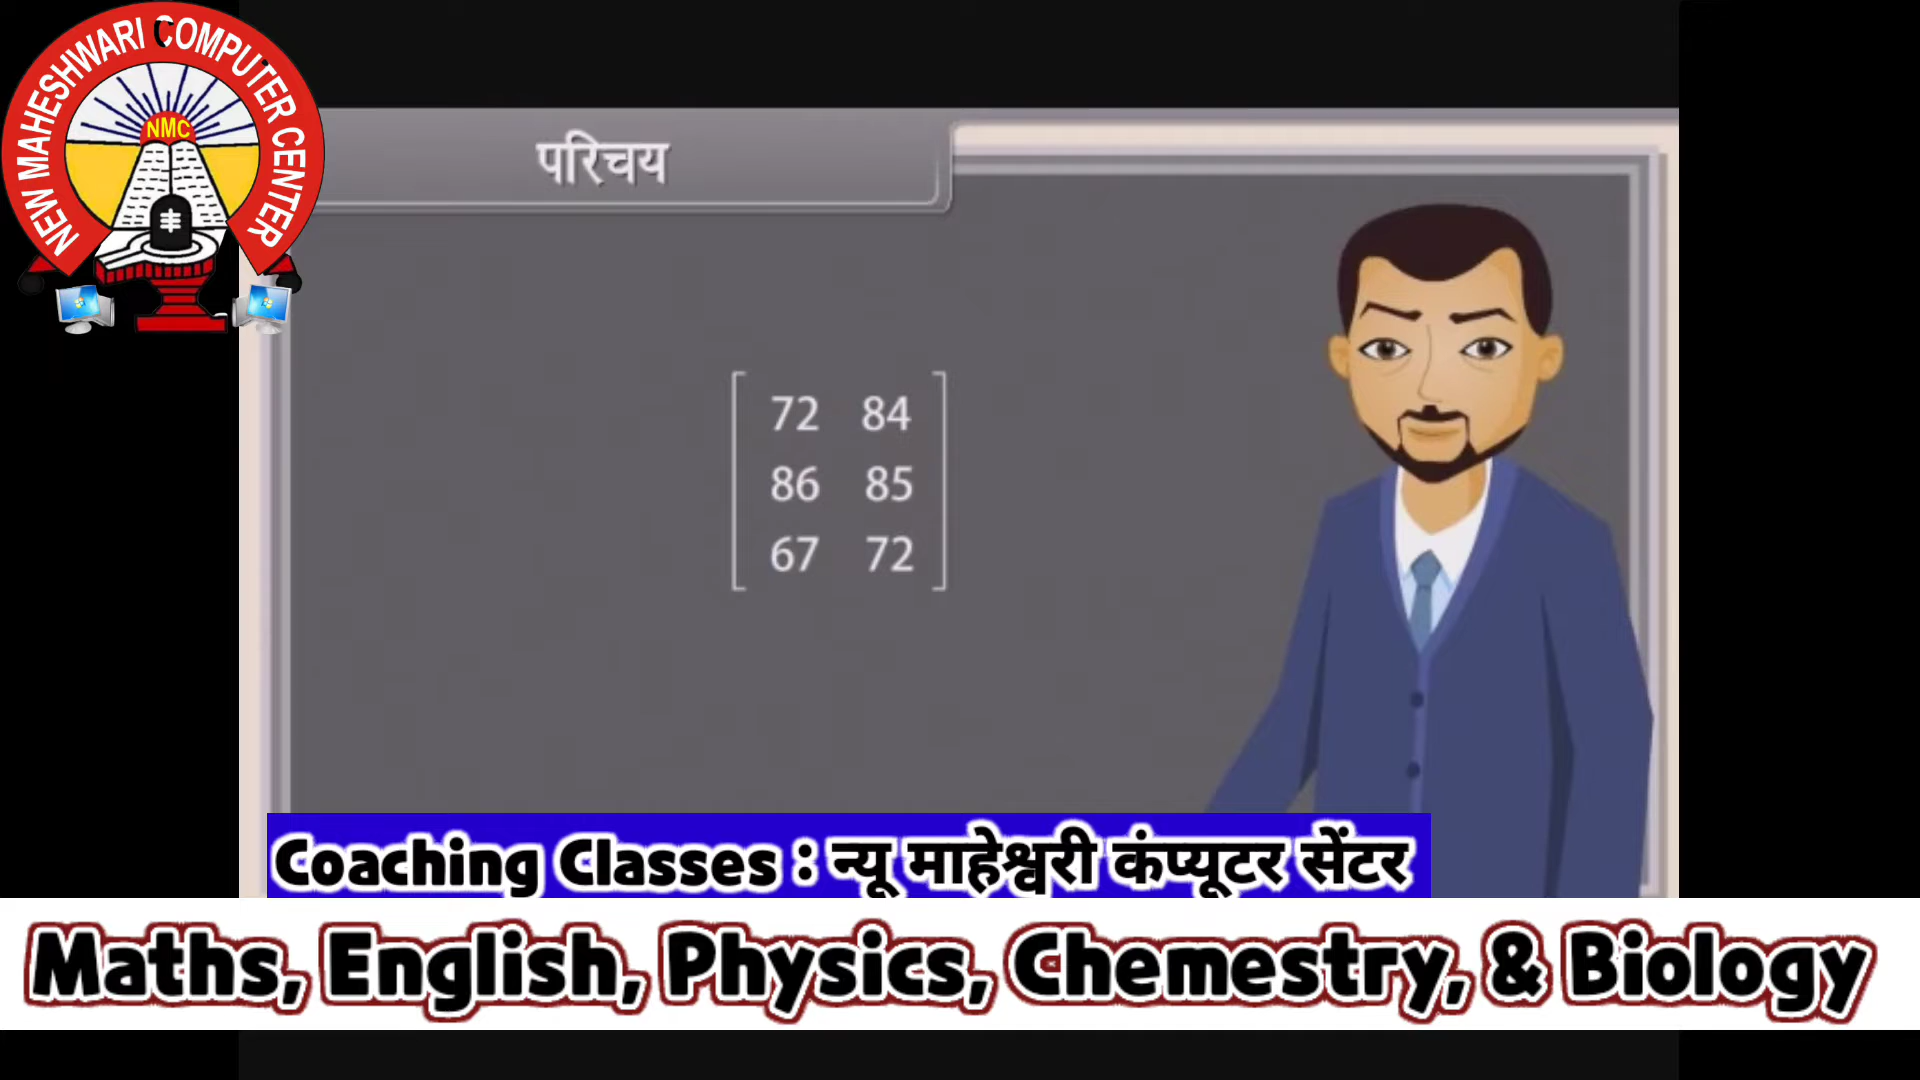 NEW MAHESHWARI COMPUTER CENTER
NMC
परिचय
72 84
86 85
67 72
Coaching Classes : न्यू माहेश्वरी कंप्यूटर सेंटर
Maths, English, Physics, Chemestry, & Biology